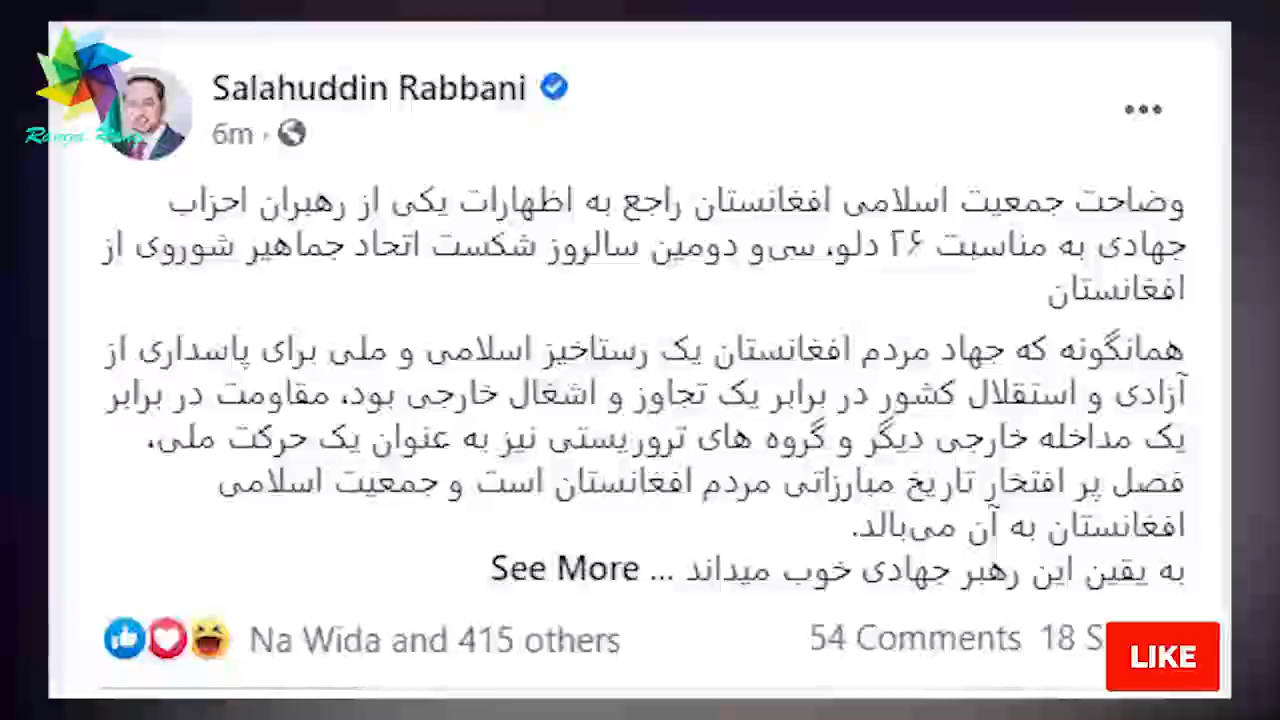 Salahuddin Rabbani
6m
وضاحت جمعیت اسلامی افغانستان راجع به اظهارات یکی از رهبران احزاب
جهادی به مناسبت ۲۶ دلو، سی‌و دومین سالروز شکست اتحاد جماهیر شوروی از
افغانستان
همانگونه که جهاد مردم افغانستان یک رستاخیز اسلامی و ملی برای پاسداری از
آزادی و استقلال کشور در برابر یک تجاوز و اشغال خارجی بود، مقاومت در برابر
یک مداخله خارجی دیگر و گروه های تروریستی نیز به عنوان یک حرکت ملی،
فصل پر افتخار تاریخ مبارزاتی مردم افغانستان است و جمعیت اسلامی
افغانستان به آن می‌بالد.
به یقین این رهبر جهادی خوب میداند ... See More
Na Wida and 415 others
54 Comments 18 S
LIKE